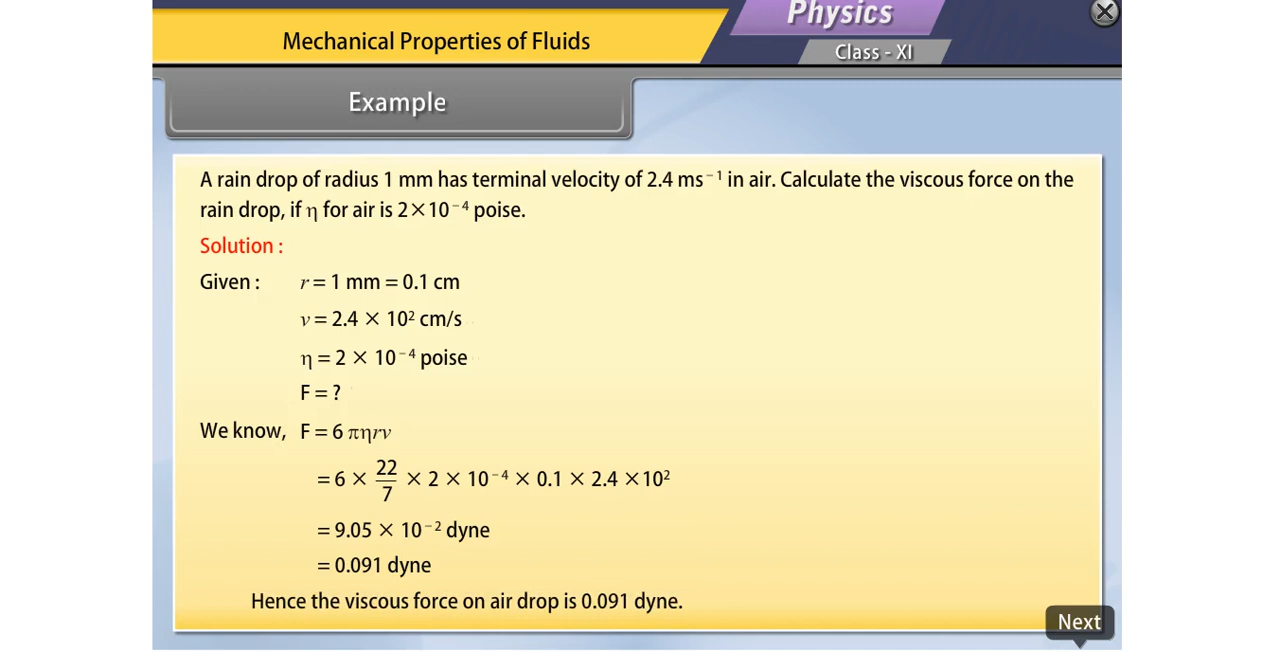 Physics
Mechanical Properties of Fluids
Class - XI
Example
A rain drop of radius 1 mm has terminal velocity of 2.4 ms⁻¹ in air. Calculate the viscous force on the
rain drop, if η for air is 2×10⁻⁴ poise.
Solution :
Given : r = 1 mm = 0.1 cm
v = 2.4 × 10² cm/s
η = 2 × 10⁻⁴ poise
F = ?
We know, F = 6 πηrv
= 6 × 22/7 × 2 × 10⁻⁴ × 0.1 × 2.4 ×10²
= 9.05 × 10⁻² dyne
= 0.091 dyne
Hence the viscous force on air drop is 0.091 dyne.
Next